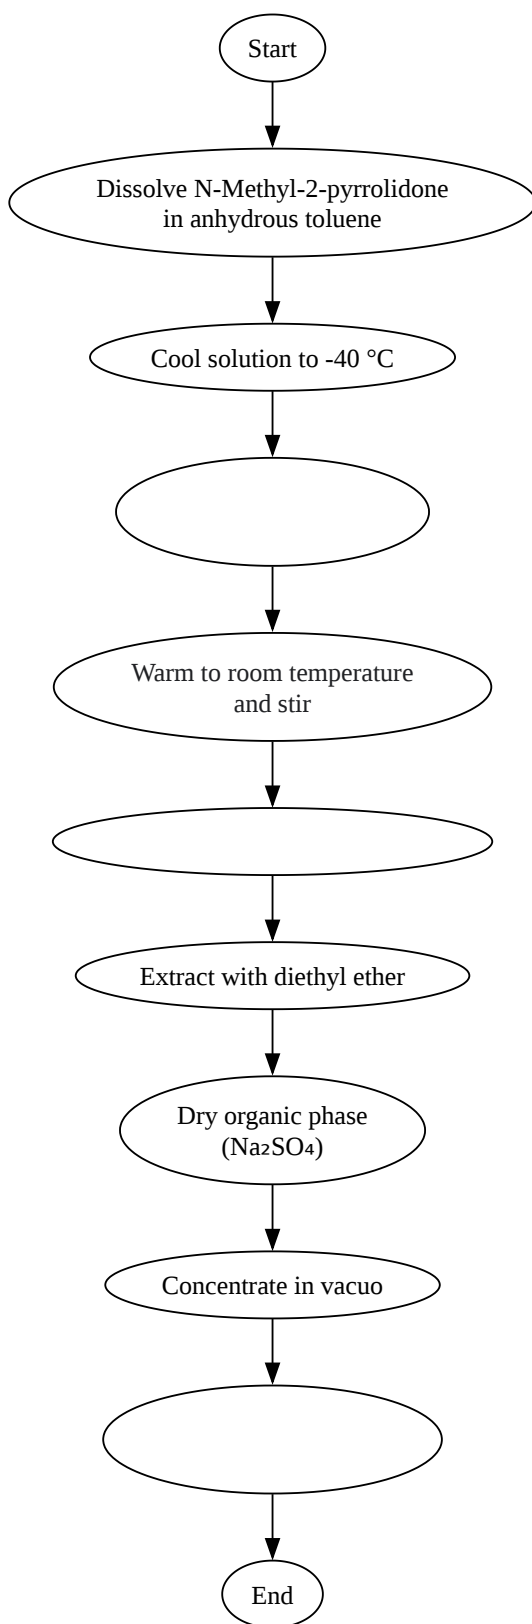 Start
Dissolve N-Methyl-2-pyrrolidone
in anhydrous toluene
Cool solution to -40 °C
Warm to room temperature
and stir
Extract with diethyl ether
Dry organic phase
(Na₂SO₄)
Concentrate in vacuo
End